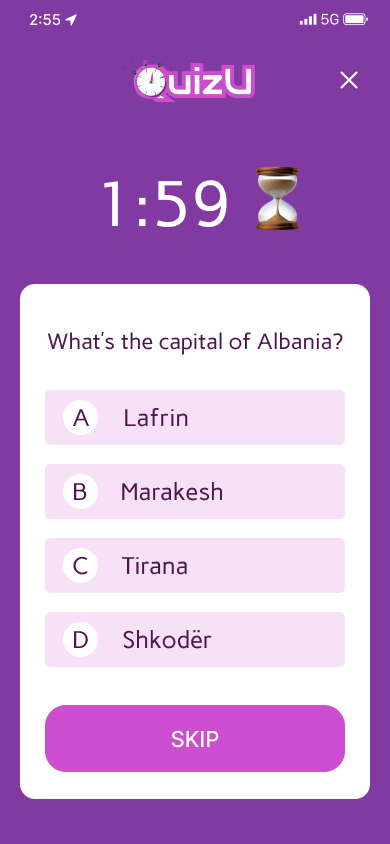 2:55 5G
QuizU
1:59
What's the capital of Albania?
A Lafrin
B Marakesh
C Tirana
D Shkodër
SKIP